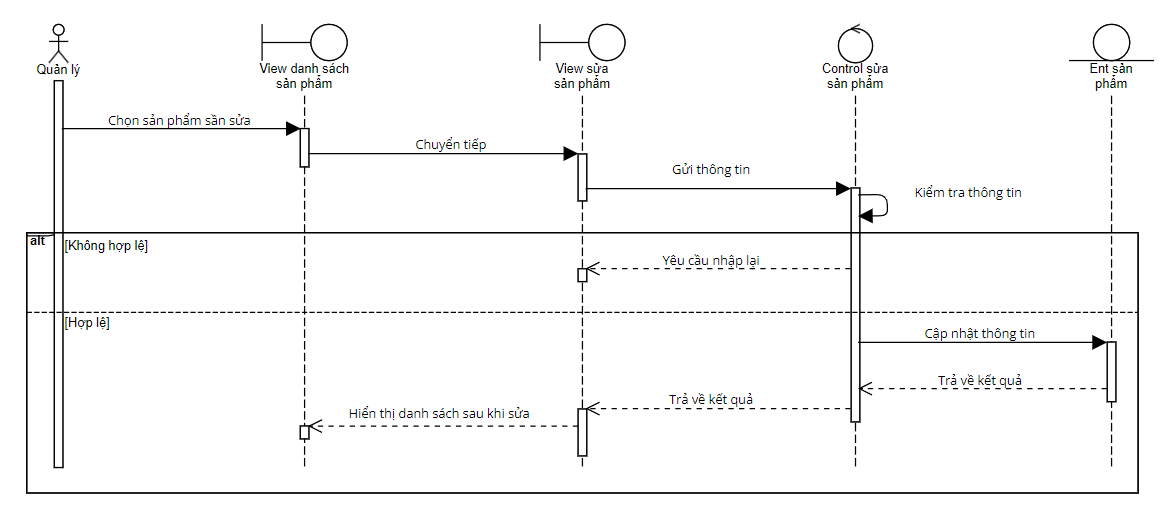 Quản lý
View danh sách
sản phẩm
View sửa
sản phẩm
Control sửa
sản phẩm
Ent sản
phẩm
Chọn sản phẩm sần sửa
Chuyển tiếp
Gửi thông tin
Kiểm tra thông tin
alt
[Không hợp lệ]
Yêu cầu nhập lại
[Hợp lệ]
Cập nhật thông tin
Trả về kết quả
Trả về kết quả
Hiển thị danh sách sau khi sửa